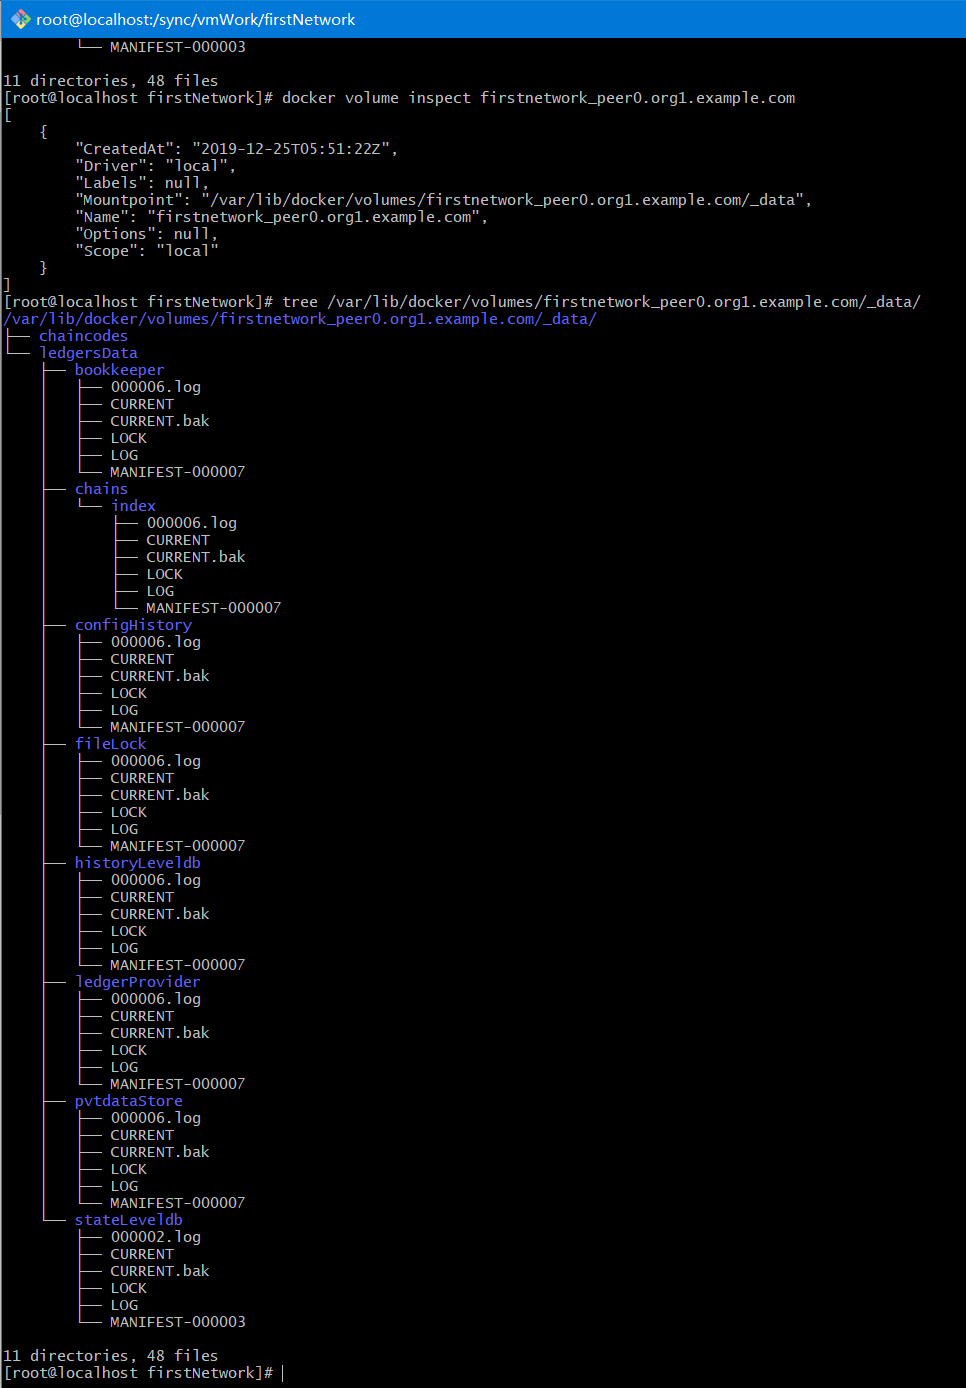 root@localhost:/sync/vmWork/firstNetwork
        └── MANIFEST-000003
11 directories, 48 files
[root@localhost firstNetwork]# docker volume inspect firstnetwork_peer0.org1.example.com
[
    {
        "CreatedAt": "2019-12-25T05:51:22Z",
        "Driver": "local",
        "Labels": null,
        "Mountpoint": "/var/lib/docker/volumes/firstnetwork_peer0.org1.example.com/_data",
        "Name": "firstnetwork_peer0.org1.example.com",
        "Options": null,
        "Scope": "local"
    }
]
[root@localhost firstNetwork]# tree /var/lib/docker/volumes/firstnetwork_peer0.org1.example.com/_data/
/var/lib/docker/volumes/firstnetwork_peer0.org1.example.com/_data/
├── chaincodes
└── ledgersData
    ├── bookkeeper
    │   ├── 000006.log
    │   ├── CURRENT
    │   ├── CURRENT.bak
    │   ├── LOCK
    │   ├── LOG
    │   └── MANIFEST-000007
    ├── chains
    │   └── index
    │       ├── 000006.log
    │       ├── CURRENT
    │       ├── CURRENT.bak
    │       ├── LOCK
    │       ├── LOG
    │       └── MANIFEST-000007
    ├── configHistory
    │   ├── 000006.log
    │   ├── CURRENT
    │   ├── CURRENT.bak
    │   ├── LOCK
    │   ├── LOG
    │   └── MANIFEST-000007
    ├── fileLock
    │   ├── 000006.log
    │   ├── CURRENT
    │   ├── CURRENT.bak
    │   ├── LOCK
    │   ├── LOG
    │   └── MANIFEST-000007
    ├── historyLeveldb
    │   ├── 000006.log
    │   ├── CURRENT
    │   ├── CURRENT.bak
    │   ├── LOCK
    │   ├── LOG
    │   └── MANIFEST-000007
    ├── ledgerProvider
    │   ├── 000006.log
    │   ├── CURRENT
    │   ├── CURRENT.bak
    │   ├── LOCK
    │   ├── LOG
    │   └── MANIFEST-000007
    ├── pvtdataStore
    │   ├── 000006.log
    │   ├── CURRENT
    │   ├── CURRENT.bak
    │   ├── LOCK
    │   ├── LOG
    │   └── MANIFEST-000007
    └── stateLeveldb
        ├── 000002.log
        ├── CURRENT
        ├── CURRENT.bak
        ├── LOCK
        ├── LOG
        └── MANIFEST-000003
11 directories, 48 files
[root@localhost firstNetwork]#